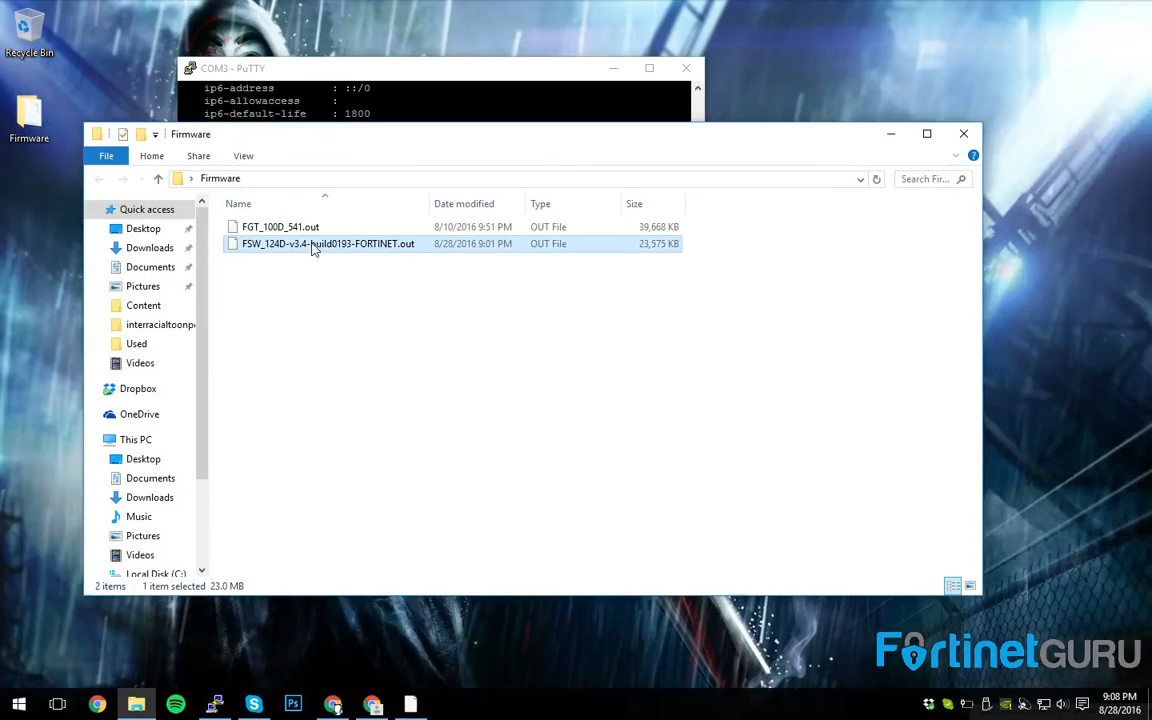 Recycle Bin
Firmware
COM3 - PuTTY
ip6-address : ::/0
ip6-allowaccess :
ip6-default-life : 1800
Firmware
File Home Share View
Firmware
Search Fir...
Name Date modified Type Size
FGT_100D_541.out 8/10/2016 9:51 PM OUT File 39,668 KB
FSW_124D-v3.4-build0193-FORTINET.out 8/28/2016 9:01 PM OUT File 23,575 KB
Quick access
Desktop
Downloads
Documents
Pictures
Content
interracialtoonpo
Used
Videos
Dropbox
OneDrive
This PC
Desktop
Documents
Downloads
Music
Pictures
Videos
Local Disk (C:)
2 items 1 item selected 23.0 MB
FortinetGURU
9:08 PM
8/28/2016